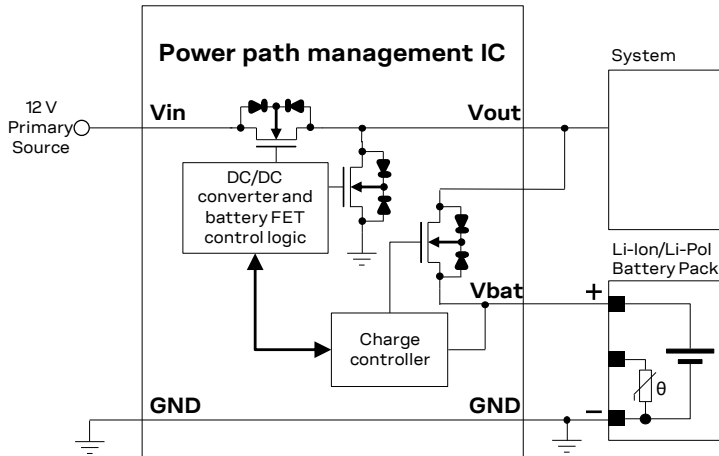 Power path management IC
System
12 V
Primary
Source
Vin
Vout
DC/DC
converter and
battery FET
control logic
Li-Ion/Li-Pol
Battery Pack
Vbat
+
Charge
controller
θ
GND
GND
–